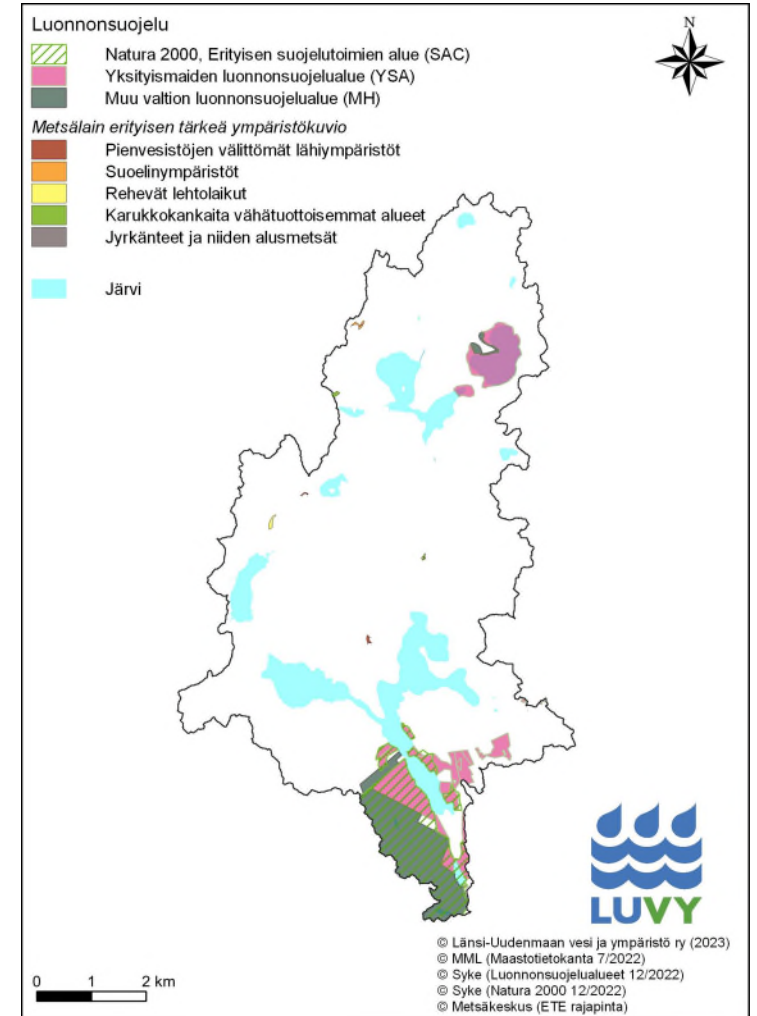 Luonnonsuojelu
Natura 2000, Erityisen suojelutoimien alue (SAC)
Yksityismaiden luonnonsuojelualue (YSA)
Muu valtion luonnonsuojelualue (MH)
Metsälain erityisen tärkeä ympäristökuvio
Pienvesistöjen välittömät lähiympäristöt
Suoelinympäristöt
Rehevät lehtolaikut
Karukkokankaita vähätuottoisemmat alueet
Jyrkänteet ja niiden alusmetsät
Järvi
N
LUVY
© Länsi-Uudenmaan vesi ja ympäristö ry (2023)
© MML (Maastotietokanta 7/2022)
© Syke (Luonnonsuojelualueet 12/2022)
© Syke (Natura 2000 12/2022)
© Metsäkeskus (ETE rajapinta)
0 1 2 km